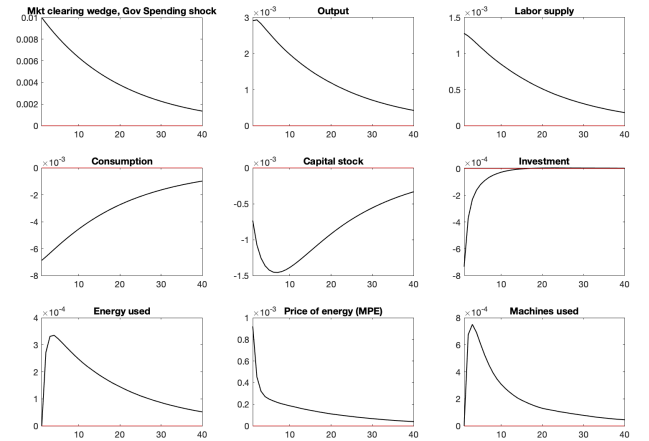 Mkt clearing wedge, Gov Spending shock
0.01
0.008
0.006
0.004
0.002
0
10 20 30 40
Output
×10-3
3
2
1
0
10 20 30 40
Labor supply
×10-3
1.5
1
0.5
0
10 20 30 40
Consumption
×10-3
0
-2
-4
-6
-8
10 20 30 40
Capital stock
×10-3
0
-0.5
-1
-1.5
10 20 30 40
Investment
×10-4
0
-2
-4
-6
-8
10 20 30 40
Energy used
×10-4
4
3
2
1
0
10 20 30 40
Price of energy (MPE)
×10-3
1
0.8
0.6
0.4
0.2
0
10 20 30 40
Machines used
×10-4
8
6
4
2
0
10 20 30 40